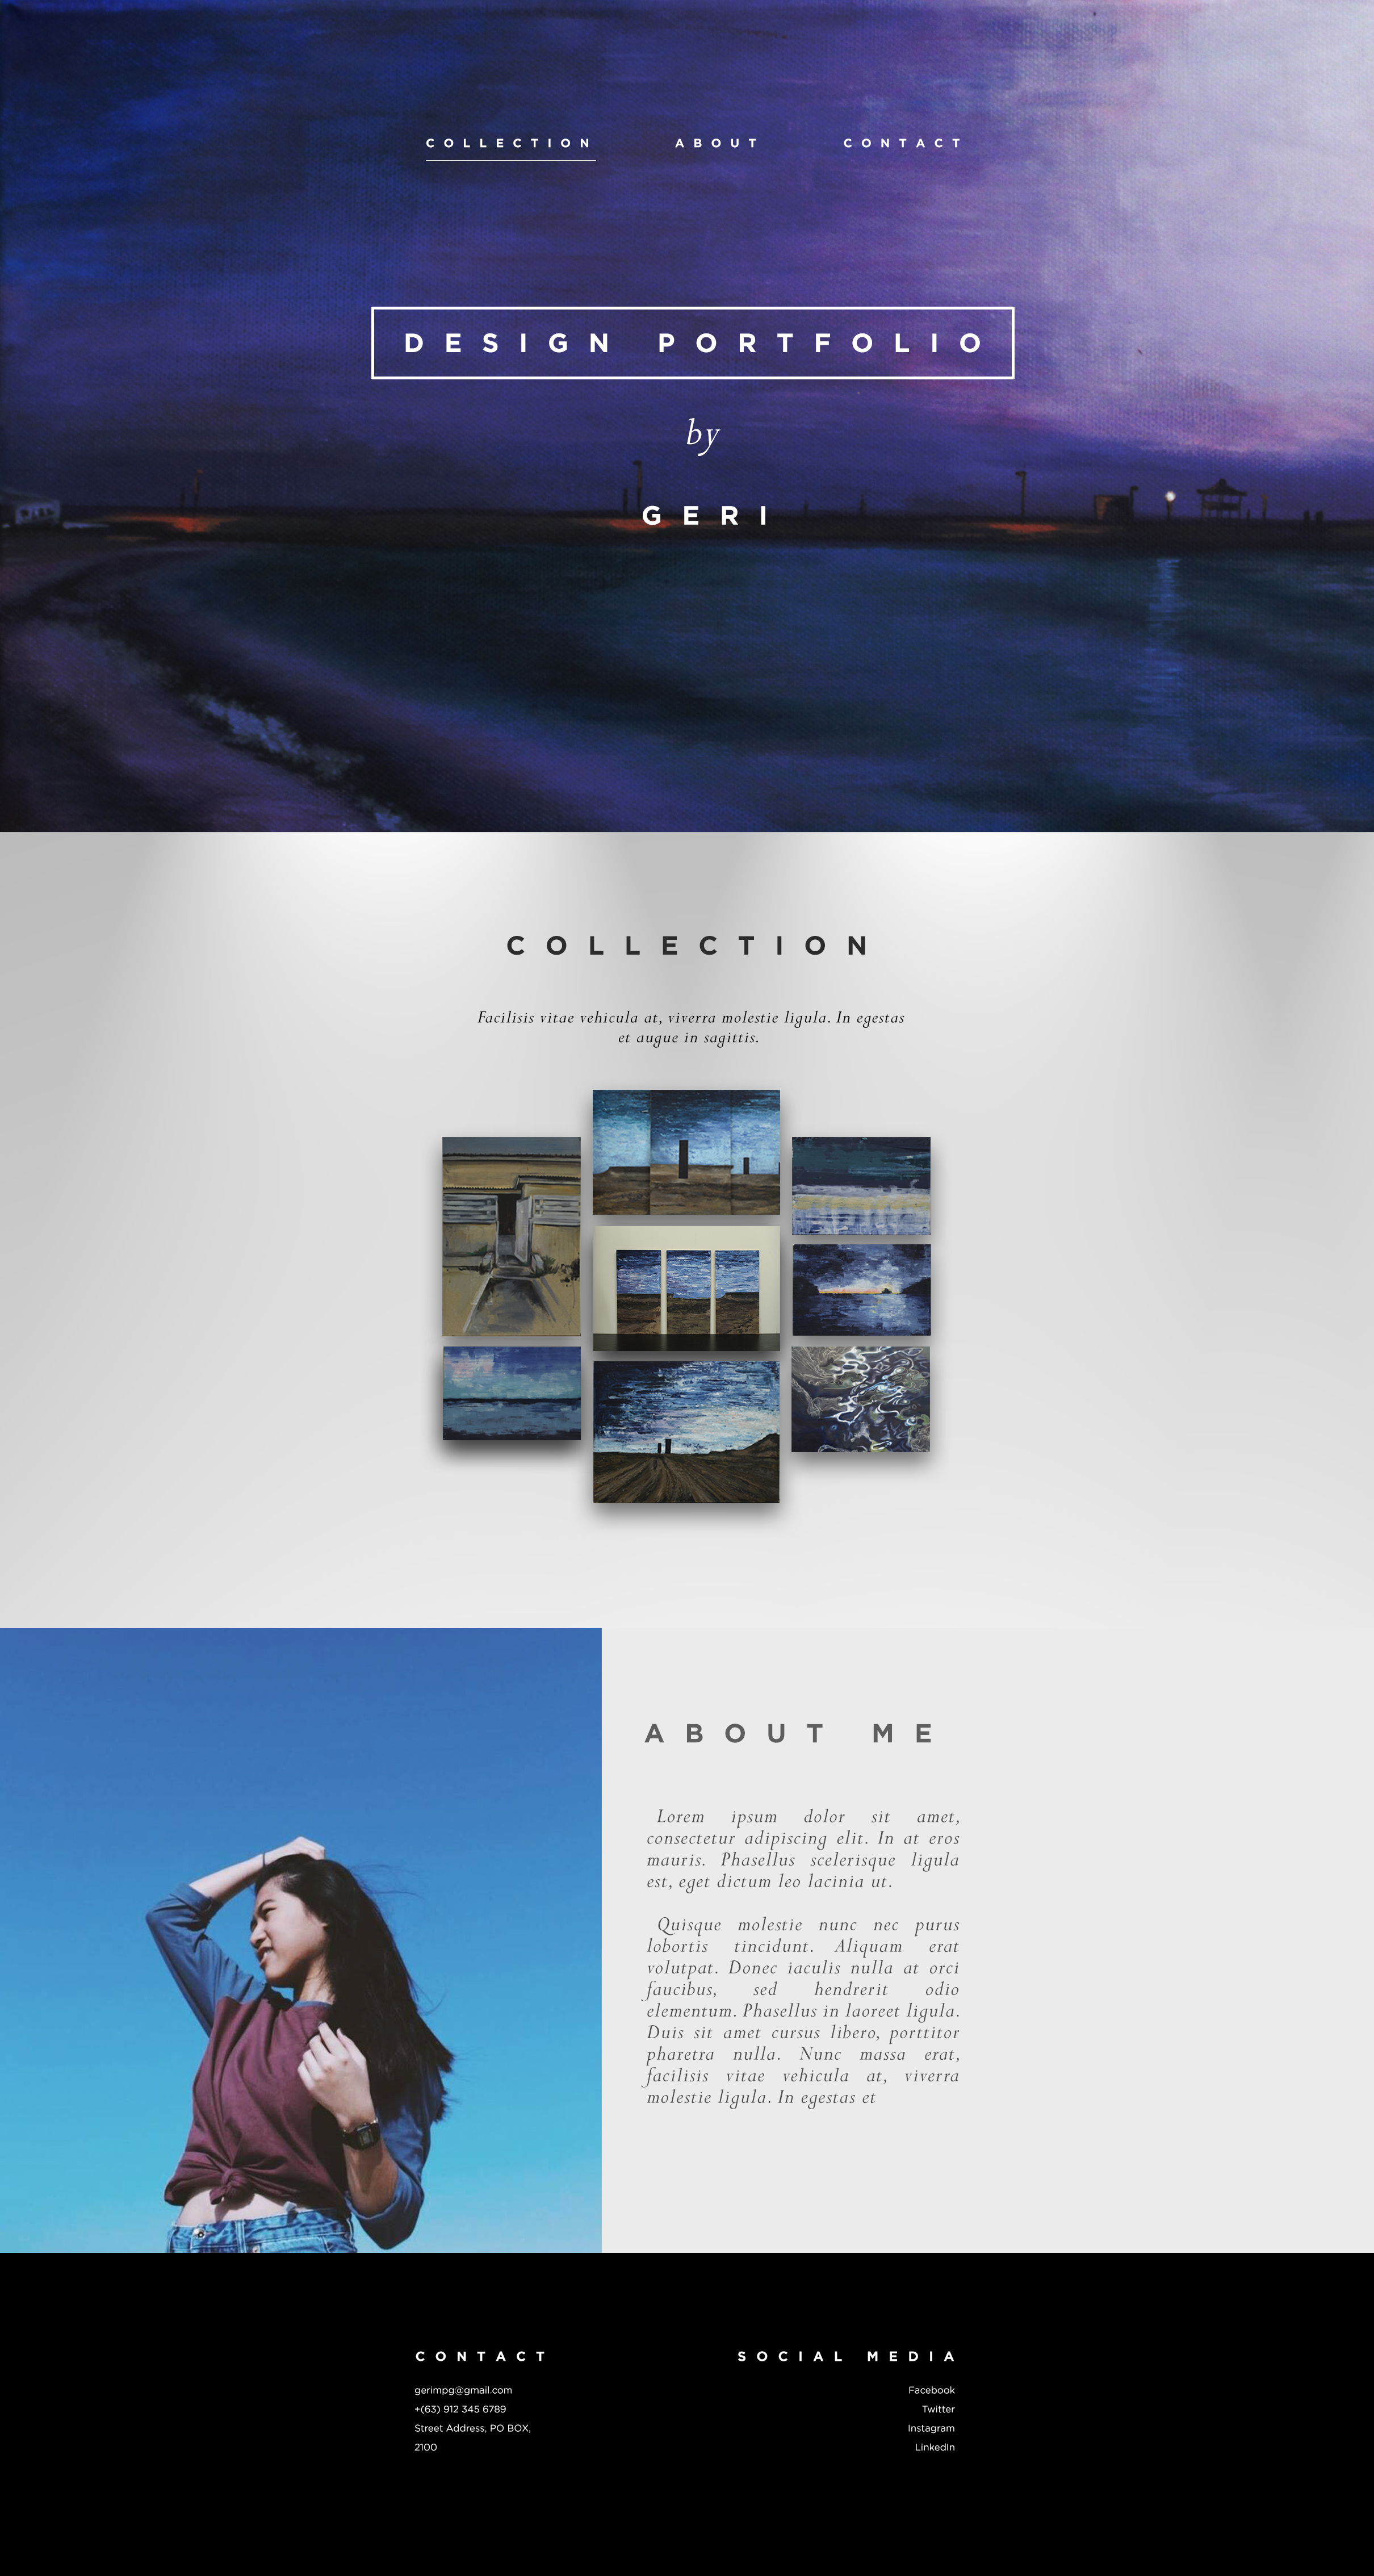 COLLECTION ABOUT CONTACT
DESIGN PORTFOLIO
by
GERI
COLLECTION
Facilisis vitae vehicula at, viverra molestie ligula. In egestas
et augue in sagittis.
ABOUT ME
Lorem ipsum dolor sit amet,
consectetur adipiscing elit. In at eros
mauris. Phasellus scelerisque ligula
est, eget dictum leo lacinia ut.
Quisque molestie nunc nec purus
lobortis tincidunt. Aliquam erat
volutpat. Donec iaculis nulla at orci
faucibus, sed hendrerit odio
elementum. Phasellus in laoreet ligula.
Duis sit amet cursus libero, porttitor
pharetra nulla. Nunc massa erat,
facilisis vitae vehicula at, viverra
molestie ligula. In egestas et
CONTACT
gerimpg@gmail.com
+(63) 912 345 6789
Street Address, PO BOX,
2100
SOCIAL MEDIA
Facebook
Twitter
Instagram
LinkedIn